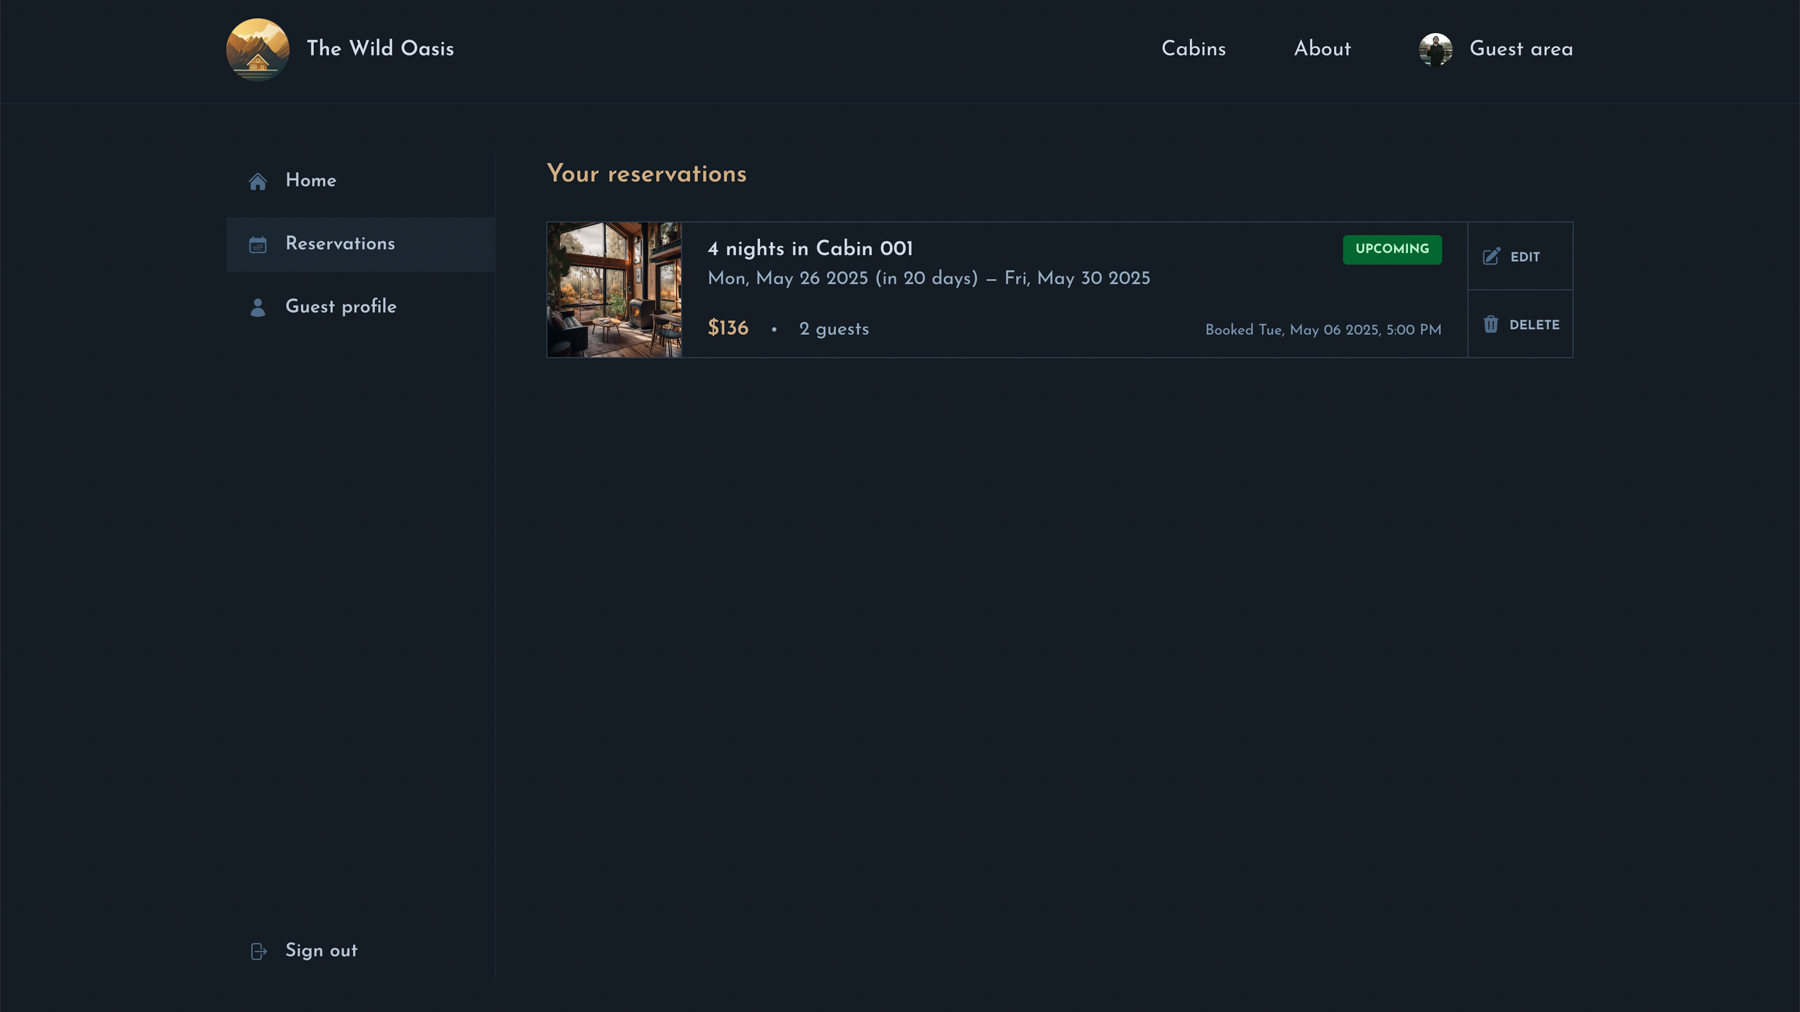 The Wild Oasis
Cabins
About
Guest area
Home
Reservations
Guest profile
Sign out
Your reservations
4 nights in Cabin 001
UPCOMING
Mon, May 26 2025 (in 20 days) — Fri, May 30 2025
$136 • 2 guests
Booked Tue, May 06 2025, 5:00 PM
EDIT
DELETE